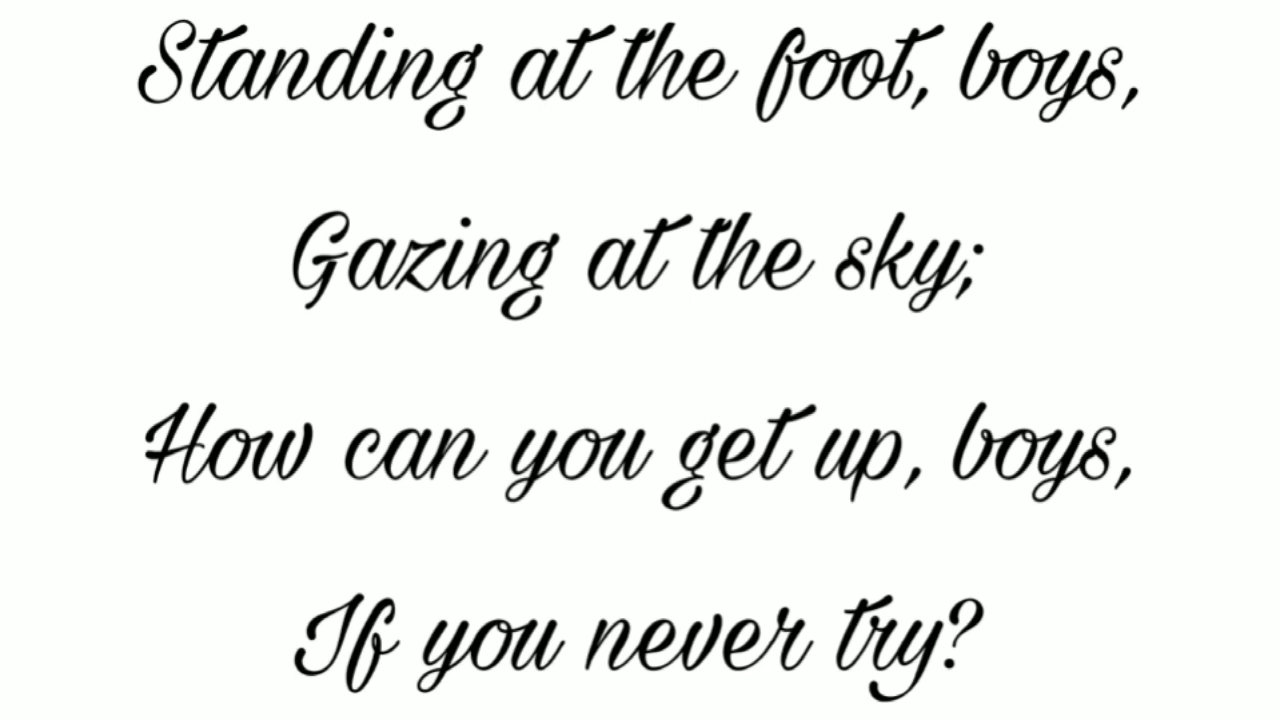 Standing at the foot, boys,
Gazing at the sky;
How can you get up, boys,
If you never try?